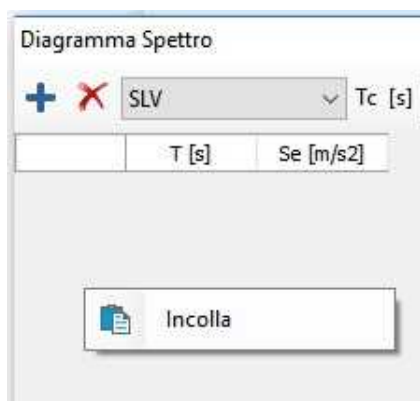 Diagramma Spettro
SLV Tc [s]
T [s] Se [m/s2]
Incolla